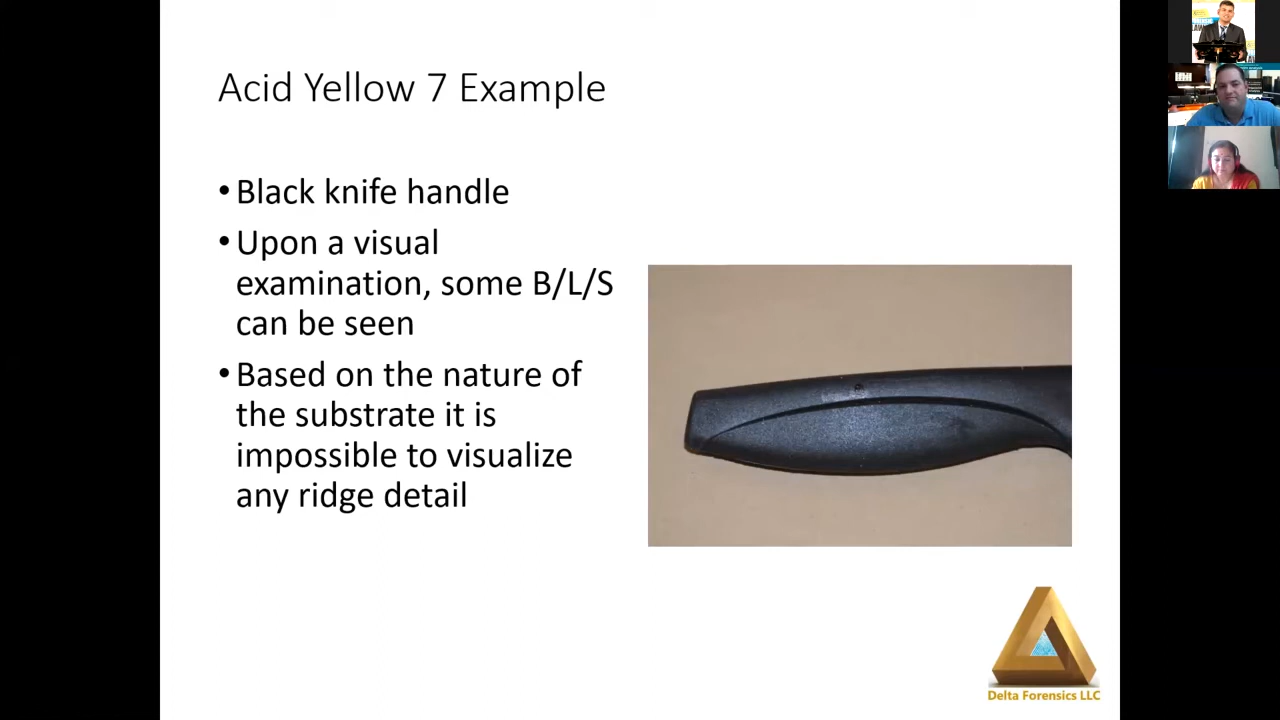 Acid Yellow 7 Example
•Black knife handle
•Upon a visual
examination, some B/L/S
can be seen
•Based on the nature of
the substrate it is
impossible to visualize
any ridge detail
Delta Forensics LLC